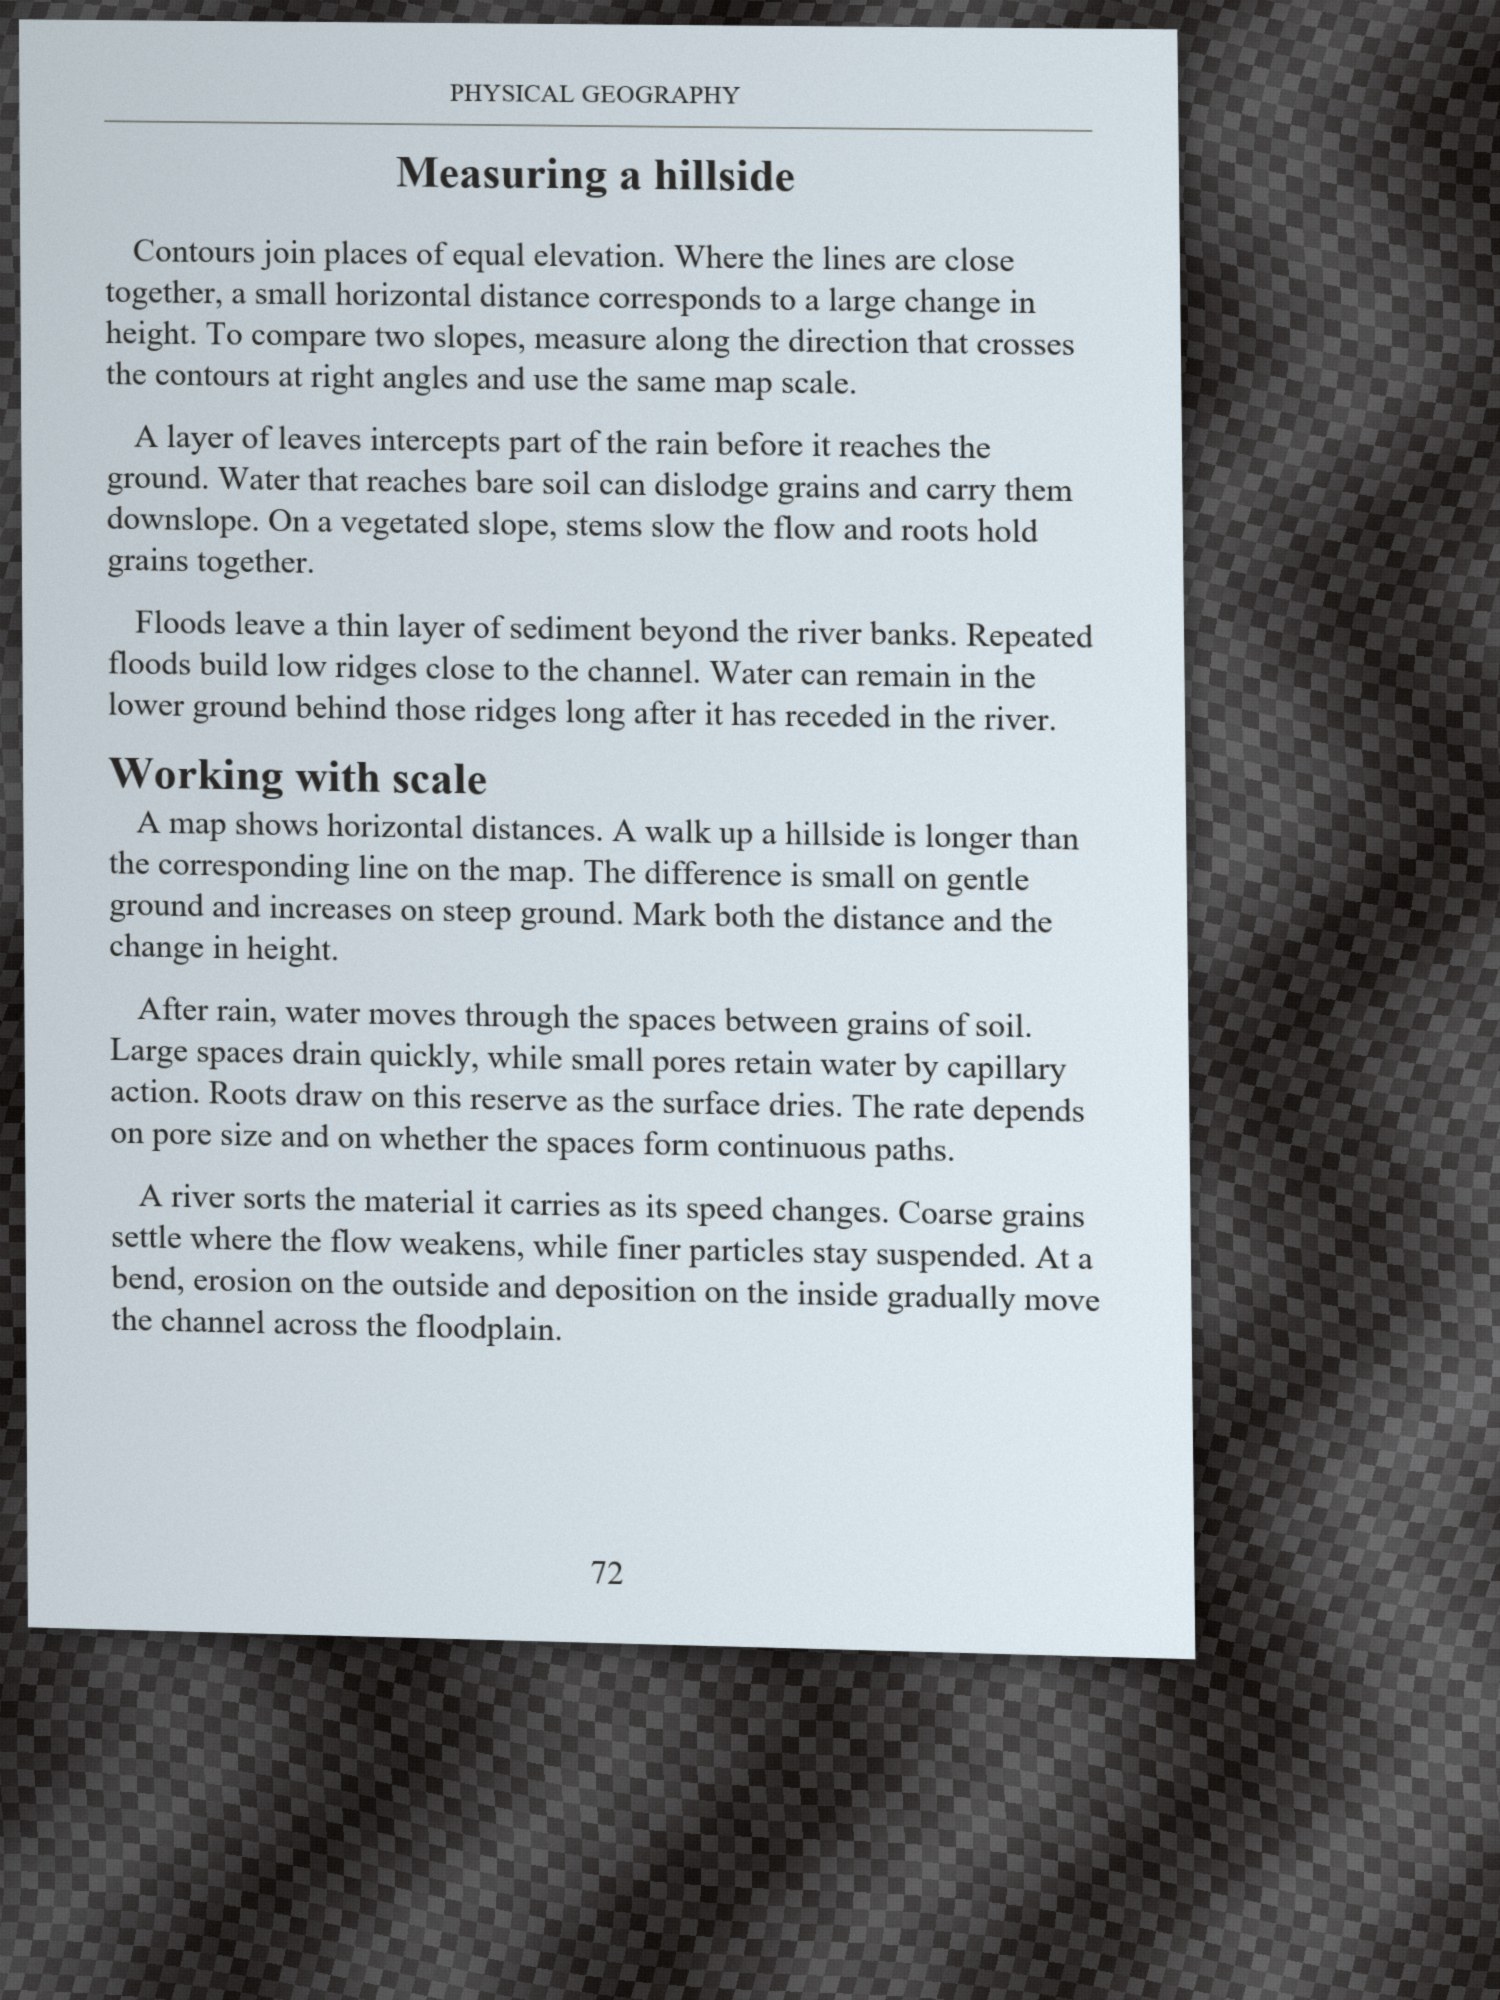 PHYSICAL GEOGRAPHY
Measuring a hillside
Contours join places of equal elevation. Where the lines are close
together, a small horizontal distance corresponds to a large change in
height. To compare two slopes, measure along the direction that crosses
the contours at right angles and use the same map scale.
A layer of leaves intercepts part of the rain before it reaches the
ground. Water that reaches bare soil can dislodge grains and carry them
downslope. On a vegetated slope, stems slow the flow and roots hold
grains together.
Floods leave a thin layer of sediment beyond the river banks. Repeated
floods build low ridges close to the channel. Water can remain in the
lower ground behind those ridges long after it has receded in the river.
Working with scale
A map shows horizontal distances. A walk up a hillside is longer than
the corresponding line on the map. The difference is small on gentle
ground and increases on steep ground. Mark both the distance and the
change in height.
After rain, water moves through the spaces between grains of soil.
Large spaces drain quickly, while small pores retain water by capillary
action. Roots draw on this reserve as the surface dries. The rate depends
on pore size and on whether the spaces form continuous paths.
A river sorts the material it carries as its speed changes. Coarse grains
settle where the flow weakens, while finer particles stay suspended. At a
bend, erosion on the outside and deposition on the inside gradually move
the channel across the floodplain.
72